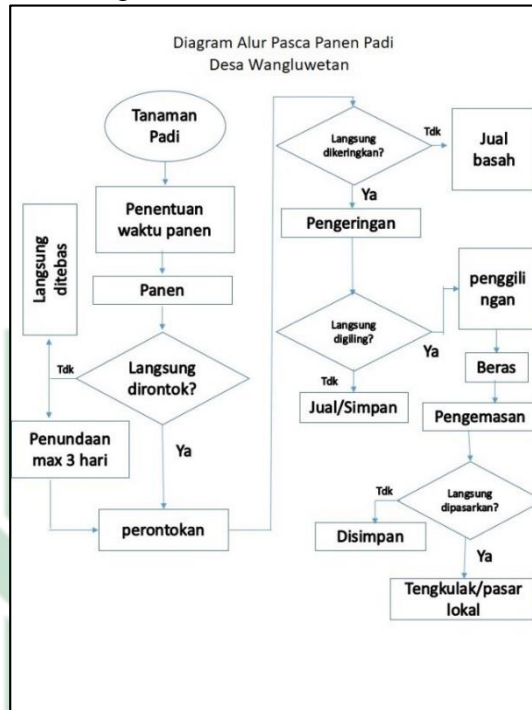 Diagram Alur Pasca Panen Padi
Desa Wangluwetan
Tanaman
Padi
Penentuan
waktu panen
Langsung
ditebas
Panen
Langsung
dirontok?
Tdk
Ya
Penundaan
max 3 hari
perontokan
Langsung
dikeringkan?
Tdk
Jual
basah
Ya
Pengeringan
Langsung
digiling?
Ya
penggili
ngan
Tdk
Jual/Simpan
Beras
Pengemasan
Langsung
dipasarkan?
Tdk
Disimpan
Ya
Tengkulak/pasar
lokal